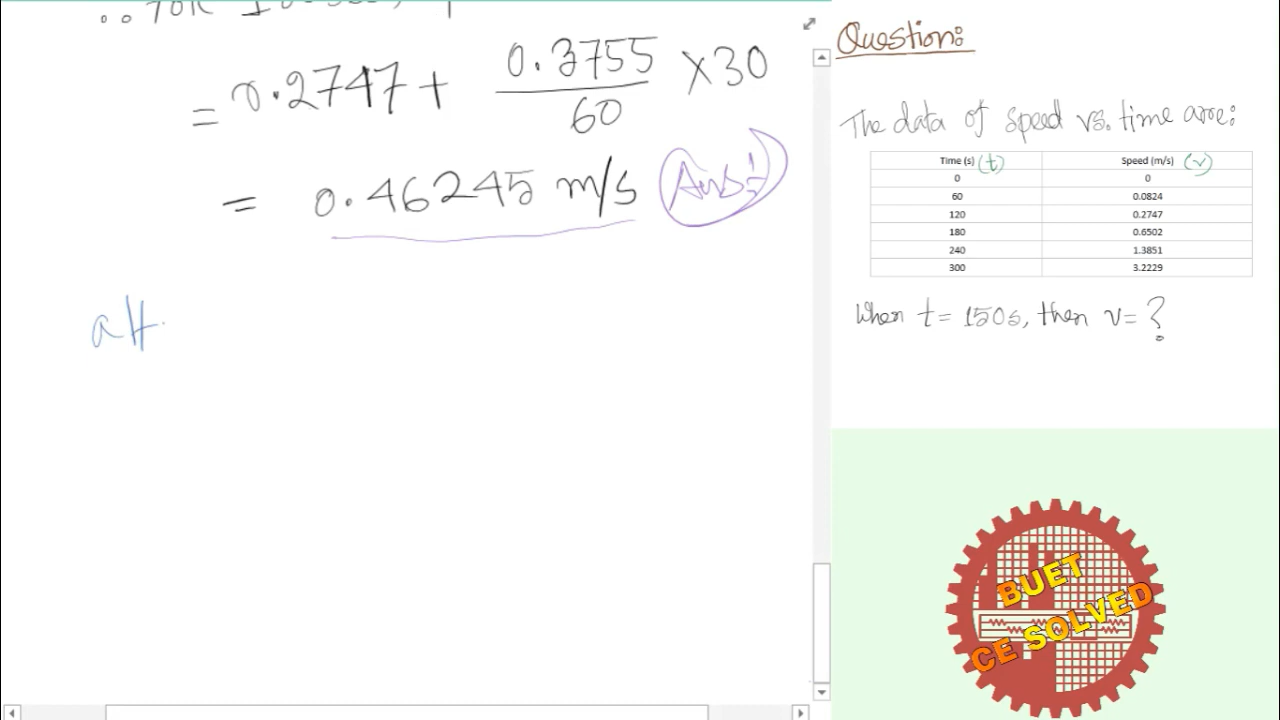 = 0.2747 + 0.3755/60 × 30
= 0.46245 m/s Ans:
alt.
Question:
The data of speed vs. time are:
Time (s) (t) Speed (m/s) (v)
0 0
60 0.0824
120 0.2747
180 0.6502
240 1.3851
300 3.2229
When t = 150s, then v = ?
BUET
CE SOLVED